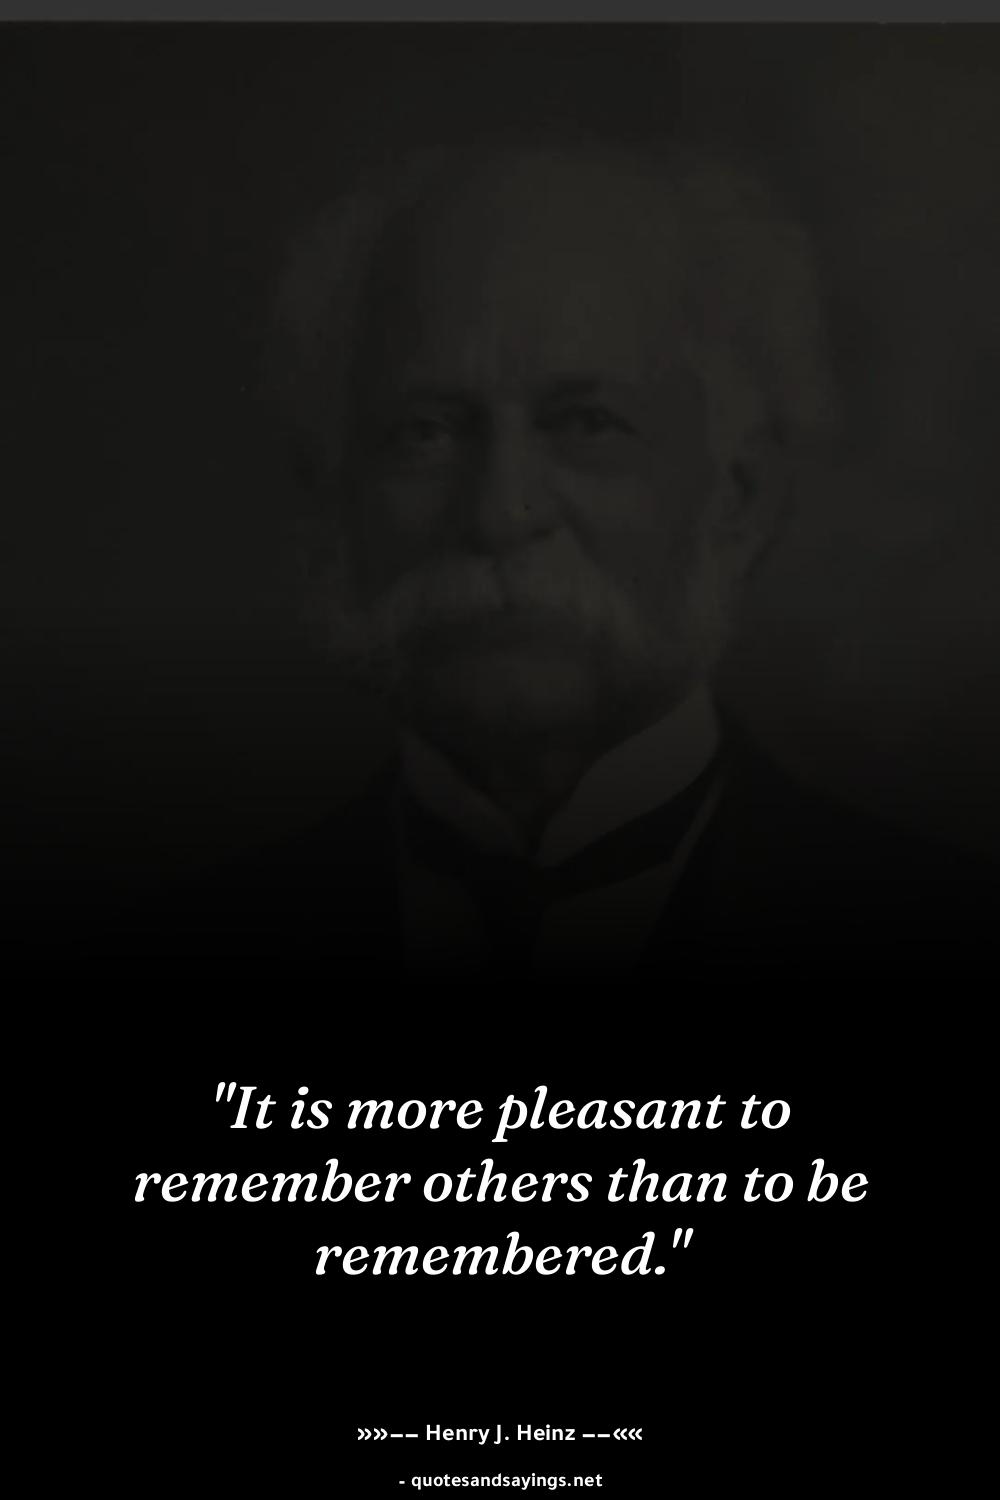 "It is more pleasant to
remember others than to be
remembered."
»»−− Henry J. Heinz −−««
- quotesandsayings.net